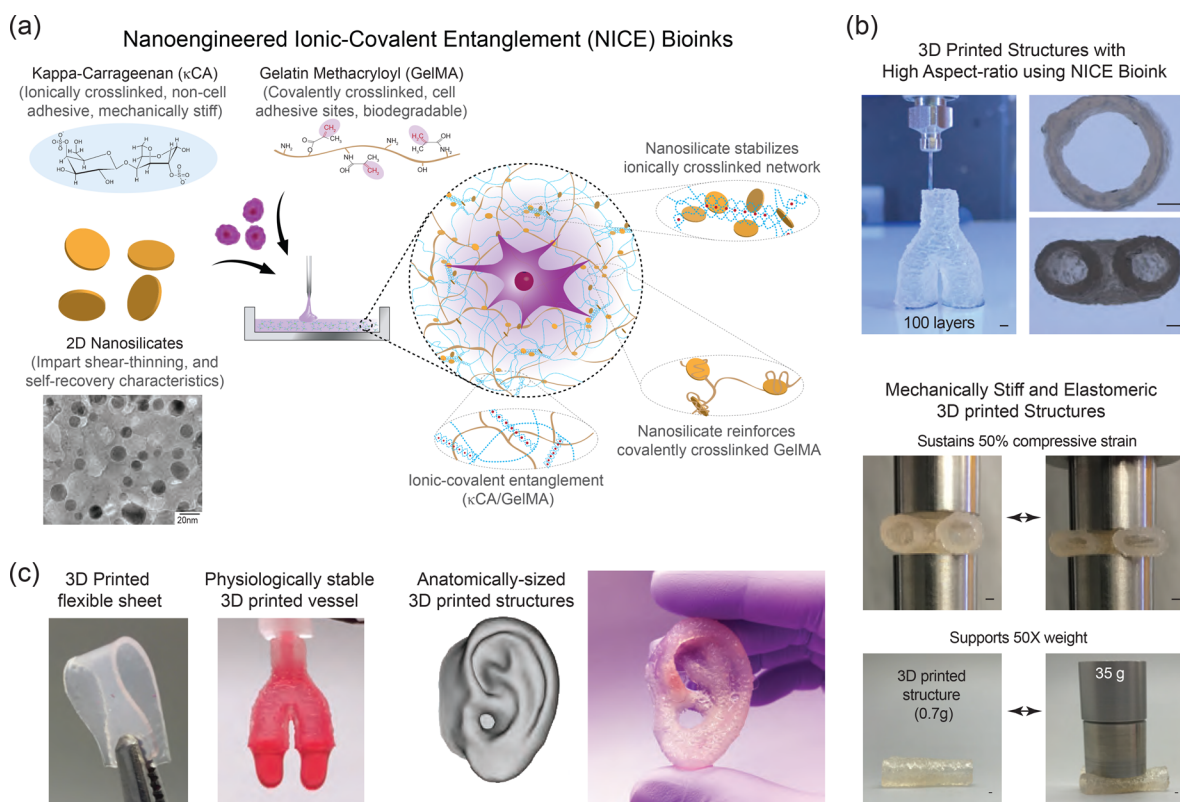 (a)
Nanoengineered Ionic-Covalent Entanglement (NICE) Bioinks
Kappa-Carrageenan (κCA)
(Ionically crosslinked, non-cell
adhesive, mechanically stiff)
Gelatin Methacryloyl (GelMA)
(Covalently crosslinked, cell
adhesive sites, biodegradable)
Nanosilicate stabilizes
ionically crosslinked network
2D Nanosilicates
(Impart shear-thinning, and
self-recovery characteristics)
20nm
Nanosilicate reinforces
covalently crosslinked GelMA
Ionic-covalent entanglement
(κCA/GelMA)
(b)
3D Printed Structures with
High Aspect-ratio using NICE Bioink
100 layers
Mechanically Stiff and Elastomeric
3D printed Structures
Sustains 50% compressive strain
Supports 50X weight
3D printed
structure
(0.7g)
35 g
(c)
3D Printed
flexible sheet
Physiologically stable
3D printed vessel
Anatomically-sized
3D printed structures